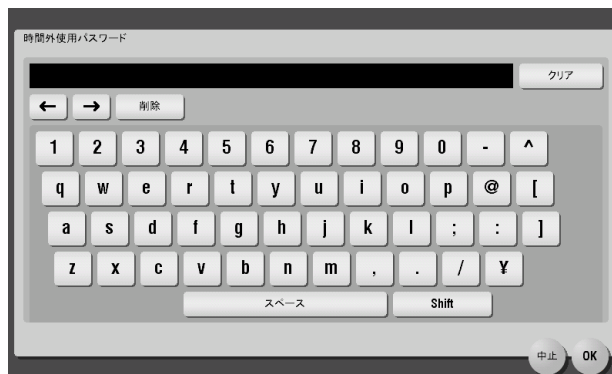 時間外使用パスワード
クリア
← → 削除
1 2 3 4 5 6 7 8 9 0 - ^
q w e r t y u i o p @ [
a s d f g h j k l ; : ]
z x c v b n m , . / ¥
スペース Shift
中止 OK